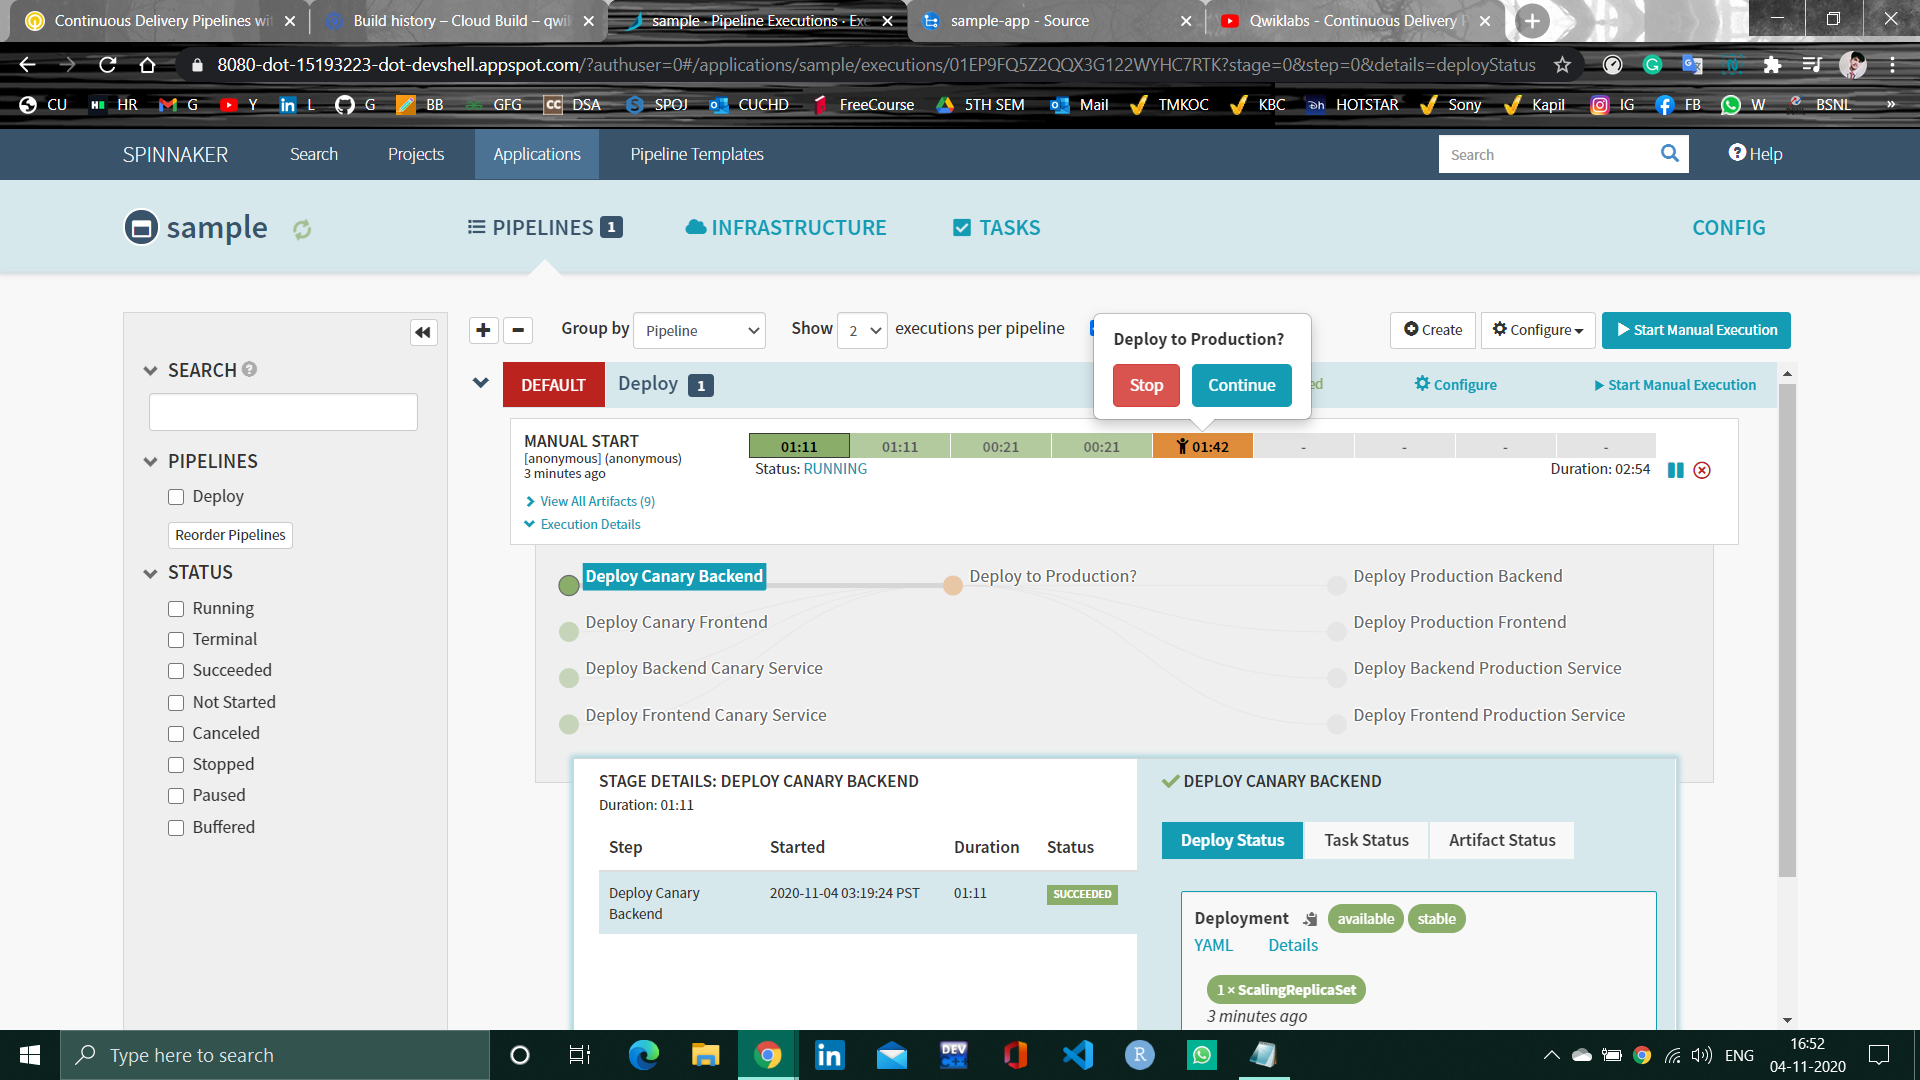 Continuous Delivery Pipelines wit
Build history – Cloud Build – qwi
sample · Pipeline Executions · Exe
sample-app - Source
Qwiklabs - Continuous Delivery P
8080-dot-15193223-dot-devshell.appspot.com/?authuser=0#/applications/sample/executions/01EP9FQ5Z2QQX3G122WYHC7RTK?stage=0&step=0&details=deployStatus
CU HR G Y L G BB GFG DSA SPOJ CUCHD FreeCourse 5TH SEM Mail TMKOC KBC HOTSTAR Sony Kapil IG FB W BSNL »
SPINNAKER Search Projects Applications Pipeline Templates Search Help
sample PIPELINES 1 INFRASTRUCTURE TASKS CONFIG
Group by Pipeline Show 2 executions per pipeline Create Configure Start Manual Execution
Deploy to Production?
Stop Continue
DEFAULT Deploy 1 ed Configure Start Manual Execution
SEARCH
PIPELINES
Deploy
Reorder Pipelines
STATUS
Running
Terminal
Succeeded
Not Started
Canceled
Stopped
Paused
Buffered
MANUAL START
[anonymous] (anonymous)
3 minutes ago
01:11 01:11 00:21 00:21 01:42 - - - -
Status: RUNNING Duration: 02:54
View All Artifacts (9)
Execution Details
Deploy Canary Backend Deploy to Production? Deploy Production Backend
Deploy Canary Frontend Deploy Production Frontend
Deploy Backend Canary Service Deploy Backend Production Service
Deploy Frontend Canary Service Deploy Frontend Production Service
STAGE DETAILS: DEPLOY CANARY BACKEND
Duration: 01:11
Step Started Duration Status
Deploy Canary Backend 2020-11-04 03:19:24 PST 01:11 SUCCEEDED
DEPLOY CANARY BACKEND
Deploy Status Task Status Artifact Status
Deployment available stable
YAML Details
1 × ScalingReplicaSet
3 minutes ago
Type here to search
DEV
R
ENG
16:52
04-11-2020